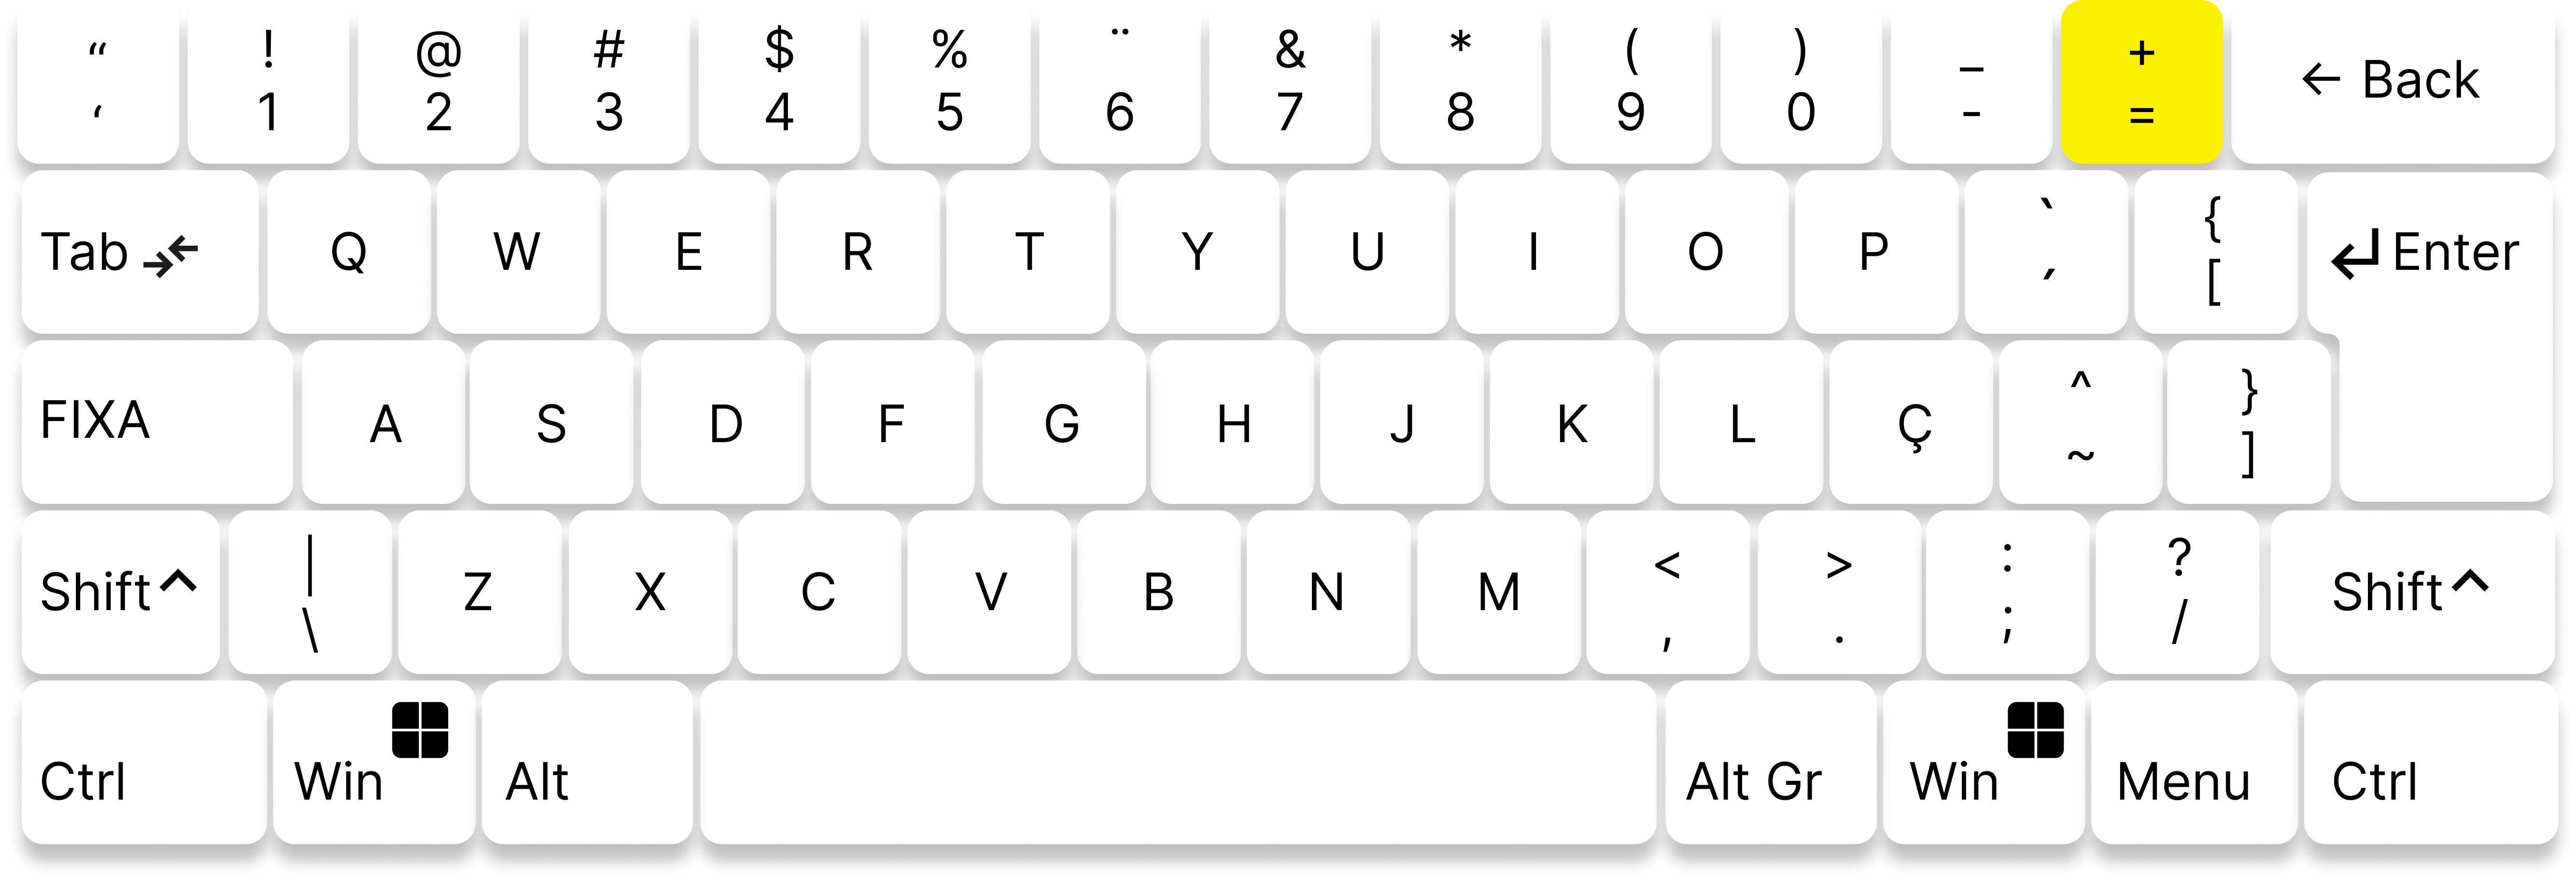 “ ! @ # $ % ¨ & * ( ) _ +
‘ 1 2 3 4 5 6 7 8 9 0 - = ← Back
Tab Q W E R T Y U I O P ` { Enter
´ [
FIXA A S D F G H J K L Ç ^ }
~ ]
Shift | Z X C V B N M < > : ? Shift
\ , . ; /
Ctrl Win Alt Alt Gr Win Menu Ctrl